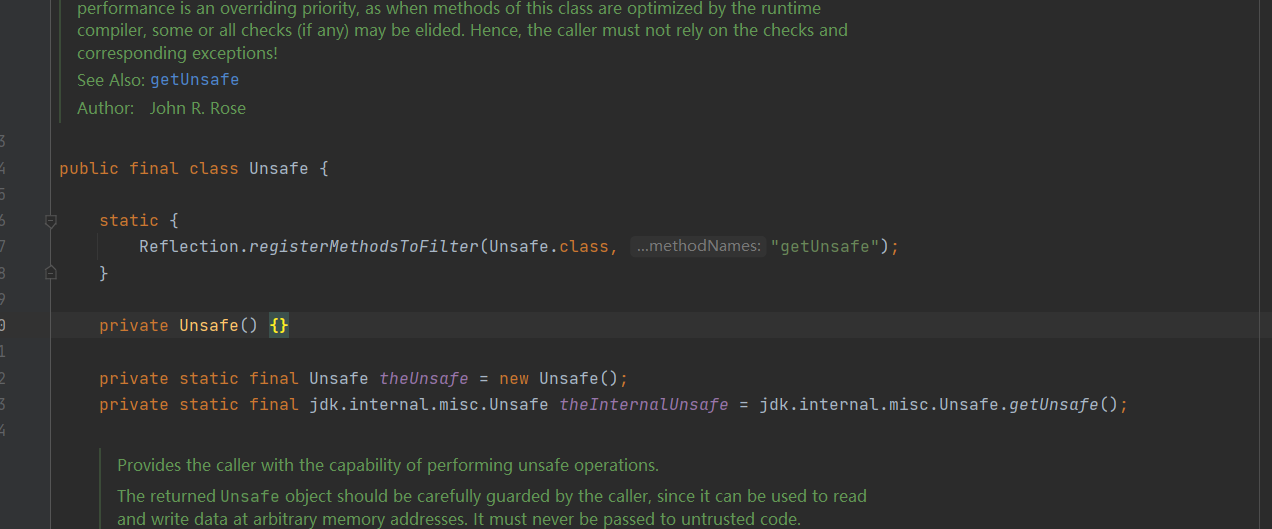 performance is an overriding priority, as when methods of this class are optimized by the runtime
compiler, some or all checks (if any) may be elided. Hence, the caller must not rely on the checks and
corresponding exceptions!
See Also: getUnsafe
Author: John R. Rose
3
4 public final class Unsafe {
5
6 static {
7 Reflection.registerMethodsToFilter(Unsafe.class, ...methodNames: "getUnsafe");
8 }
9
0 private Unsafe() {}
1
2 private static final Unsafe theUnsafe = new Unsafe();
3 private static final jdk.internal.misc.Unsafe theInternalUnsafe = jdk.internal.misc.Unsafe.getUnsafe();
4
Provides the caller with the capability of performing unsafe operations.
The returned Unsafe object should be carefully guarded by the caller, since it can be used to read
and write data at arbitrary memory addresses. It must never be passed to untrusted code.